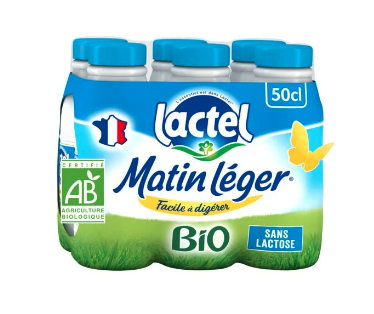 50cl
lactel
Matin léger®
Facile à digérer
BiO
SANS
LACTOSE
CERTIFIÉ
AB
AGRICULTURE
BIOLOGIQUE